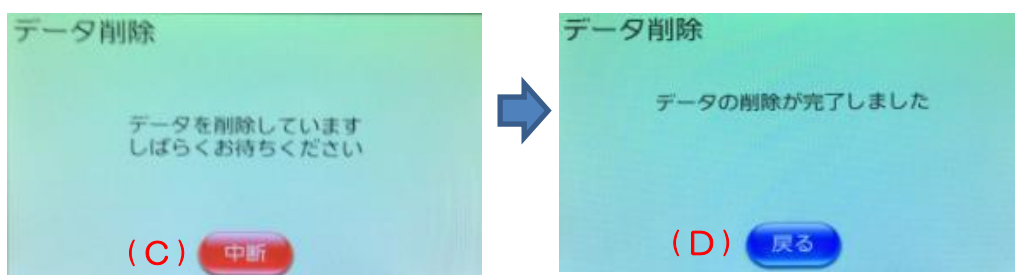 データ削除
データを削除しています
しばらくお待ちください
(C) 中断
データ削除
データの削除が完了しました
(D) 戻る